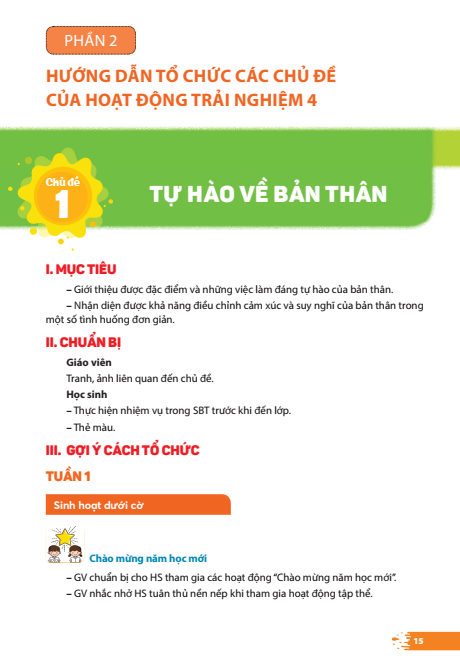 PHẦN 2
HƯỚNG DẪN TỔ CHỨC CÁC CHỦ ĐỀ
CỦA HOẠT ĐỘNG TRẢI NGHIỆM 4
Chủ đề
1
TỰ HÀO VỀ BẢN THÂN
I. MỤC TIÊU
– Giới thiệu được đặc điểm và những việc làm đáng tự hào của bản thân.
– Nhận diện được khả năng điều chỉnh cảm xúc và suy nghĩ của bản thân trong
một số tình huống đơn giản.
II. CHUẨN BỊ
Giáo viên
Tranh, ảnh liên quan đến chủ đề.
Học sinh
– Thực hiện nhiệm vụ trong SBT trước khi đến lớp.
– Thẻ màu.
III. GỢI Ý CÁCH TỔ CHỨC
TUẦN 1
Sinh hoạt dưới cờ
Chào mừng năm học mới
– GV chuẩn bị cho HS tham gia các hoạt động “Chào mừng năm học mới”.
– GV nhắc nhở HS tuân thủ nền nếp khi tham gia hoạt động tập thể.
15